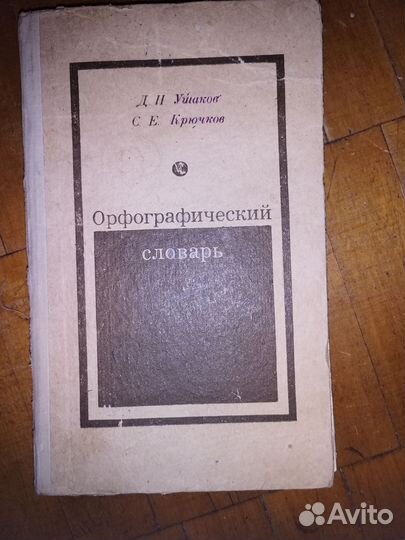 Д. Н. Ушаков
С. Е. Крючков
Орфографический
словарь
Avito